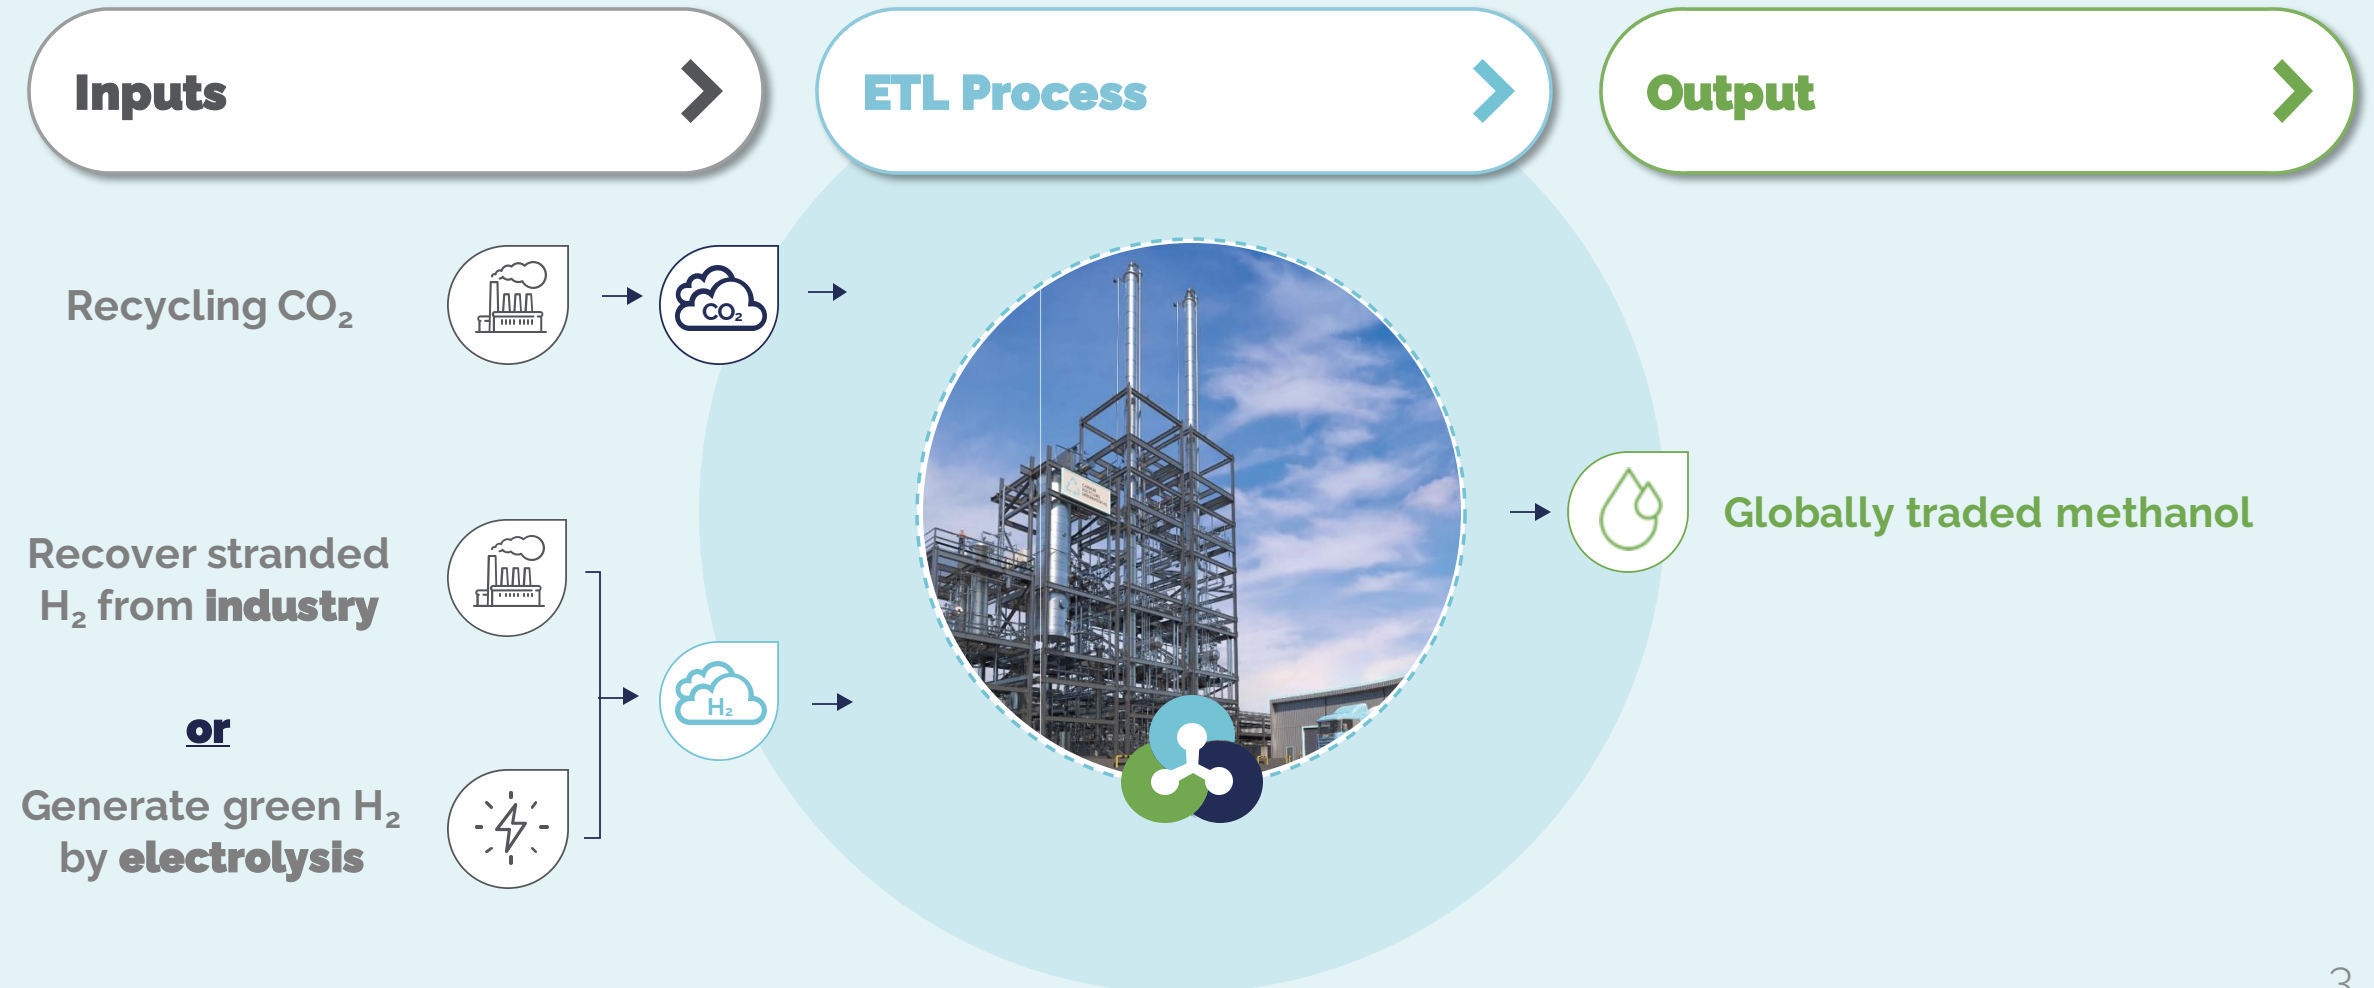 Inputs
ETL Process
Output
Recycling CO₂
CO₂
Recover stranded
H₂ from industry
or
H₂
Generate green H₂
by electrolysis
Globally traded methanol
3